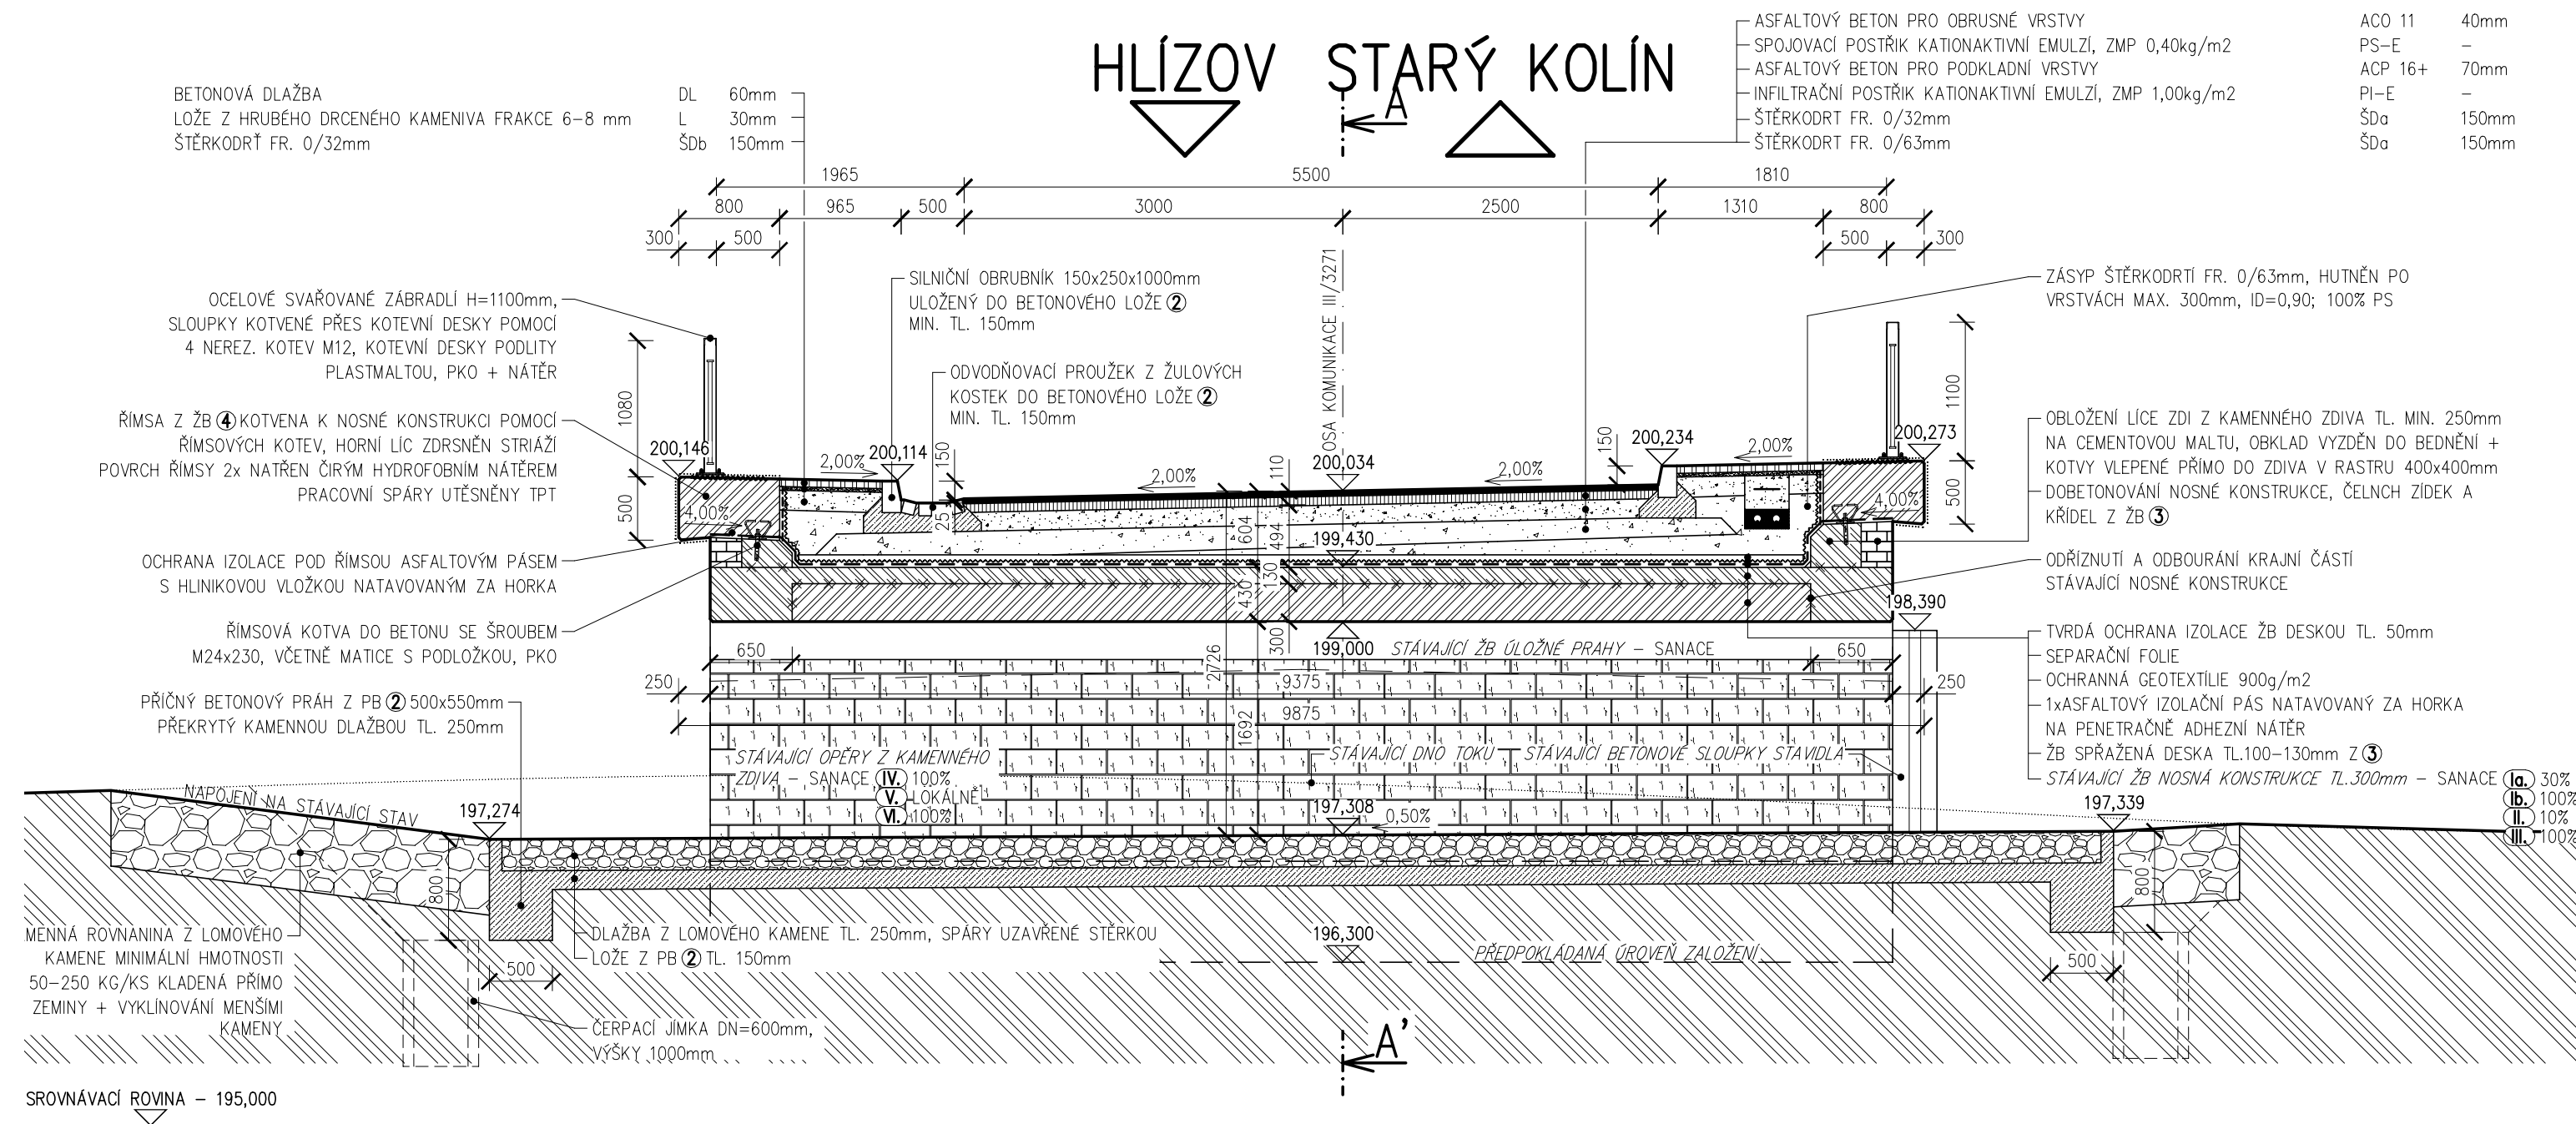 HLÍZOV STARÝ KOLÍN
A
BETONOVÁ DLAŽBA DL 60mm
LOŽE Z HRUBÉHO DRCENÉHO KAMENIVA FRAKCE 6-8 mm L 30mm
ŠTĚRKODRŤ FR. 0/32mm ŠDb 150mm
ASFALTOVÝ BETON PRO OBRUSNÉ VRSTVY ACO 11 40mm
SPOJOVACÍ POSTŘIK KATIONAKTIVNÍ EMULZÍ, ZMP 0,40kg/m2 PS-E -
ASFALTOVÝ BETON PRO PODKLADNÍ VRSTVY ACP 16+ 70mm
INFILTRAČNÍ POSTŘIK KATIONAKTIVNÍ EMULZÍ, ZMP 1,00kg/m2 PI-E -
ŠTĚRKODRT FR. 0/32mm ŠDa 150mm
ŠTĚRKODRT FR. 0/63mm ŠDa 150mm
1965 5500 1810
800 965 500 3000 2500 1310 800
300 500 500 300
OSA KOMUNIKACE III/3271
SILNIČNÍ OBRUBNÍK 150x250x1000mm
ULOŽENÝ DO BETONOVÉHO LOŽE 2
MIN. TL. 150mm
ODVODŇOVACÍ PROUŽEK Z ŽULOVÝCH
KOSTEK DO BETONOVÉHO LOŽE 2
MIN. TL. 150mm
OCELOVÉ SVAŘOVANÉ ZÁBRADLÍ H=1100mm,
SLOUPKY KOTVENÉ PŘES KOTEVNÍ DESKY POMOCÍ
4 NEREZ. KOTEV M12, KOTEVNÍ DESKY PODLITY
PLASTMALTOU, PKO + NÁTĚR
ŘÍMSA Z ŽB 4 KOTVENA K NOSNÉ KONSTRUKCI POMOCÍ
ŘÍMSOVÝCH KOTEV, HORNÍ LÍC ZDRSNĚN STRIÁŽÍ
POVRCH ŘÍMSY 2x NATŘEN ČIRÝM HYDROFOBNÍM NÁTĚREM
PRACOVNÍ SPÁRY UTĚSNĚNY TPT
OCHRANA IZOLACE POD ŘÍMSOU ASFALTOVÝM PÁSEM
S HLINIKOVOU VLOŽKOU NATAVOVANÝM ZA HORKA
ŘÍMSOVÁ KOTVA DO BETONU SE ŠROUBEM
M24x230, VČETNĚ MATICE S PODLOŽKOU, PKO
PŘÍČNÝ BETONOVÝ PRÁH Z PB 2 500x550mm
PŘEKRYTÝ KAMENNOU DLAŽBOU TL. 250mm
ZÁSYP ŠTĚRKODRTÍ FR. 0/63mm, HUTNĚN PO
VRSTVÁCH MAX. 300mm, ID=0,90; 100% PS
OBLOŽENÍ LÍCE ZDI Z KAMENNÉHO ZDIVA TL. MIN. 250mm
NA CEMENTOVOU MALTU, OBKLAD VYZDĚN DO BEDNĚNÍ +
KOTVY VLEPENÉ PŘÍMO DO ZDIVA V RASTRU 400x400mm
DOBETONOVÁNÍ NOSNÉ KONSTRUKCE, ČELNCH ZÍDEK A
KŘÍDEL Z ŽB 3
ODŘÍZNUTÍ A ODBOURÁNÍ KRAJNÍ ČÁSTÍ
STÁVAJÍCÍ NOSNÉ KONSTRUKCE
TVRDÁ OCHRANA IZOLACE ŽB DESKOU TL. 50mm
SEPARAČNÍ FOLIE
OCHRANNÁ GEOTEXTÍLIE 900g/m2
1xASFALTOVÝ IZOLAČNÍ PÁS NATAVOVANÝ ZA HORKA
NA PENETRAČNĚ ADHEZNÍ NÁTĚR
ŽB SPŘAŽENÁ DESKA TL.100-130mm Z 3
STÁVAJÍCÍ ŽB NOSNÁ KONSTRUKCE TL.300mm - SANACE Ia. 30%
Ib. 100%
II. 10%
III. 100%
1080 500 200,146 2,00% 200,114 150 25 2,00% 110 200,034 2,00% 150 200,234 2,00% 200,273 1100 500
4,00% 604 494 199,430 4,00%
430 130 300 199,000 198,390
STÁVAJÍCÍ ŽB ÚLOŽNÉ PRAHY - SANACE
650 2726 650
250 9375 250
9875
1692
STÁVAJÍCÍ OPĚRY Z KAMENNÉHO
ZDIVA - SANACE IV. 100%
V. LOKÁLNĚ
VI. 100%
STÁVAJÍCÍ DNO TOKU
STÁVAJÍCÍ BETONOVÉ SLOUPKY STAVIDLA
NAPOJENÍ NA STÁVAJÍCÍ STAV
197,274 197,308 0,50% 197,339
800 800
MENNÁ ROVNANINA Z LOMOVÉHO
KAMENE MINIMÁLNÍ HMOTNOSTI
50-250 KG/KS KLADENÁ PŘÍMO
ZEMINY + VYKLÍNOVÁNÍ MENŠÍMI
KAMENY
DLAŽBA Z LOMOVÉHO KAMENE TL. 250mm, SPÁRY UZAVŘENÉ STĚRKOU
LOŽE Z PB 2 TL. 150mm
500 196,300 PŘEDPOKLÁDANÁ ÚROVEŇ ZALOŽENÍ 500
ČERPACÍ JÍMKA DN=600mm,
VÝŠKY 1000mm
A'
SROVNÁVACÍ ROVINA - 195,000